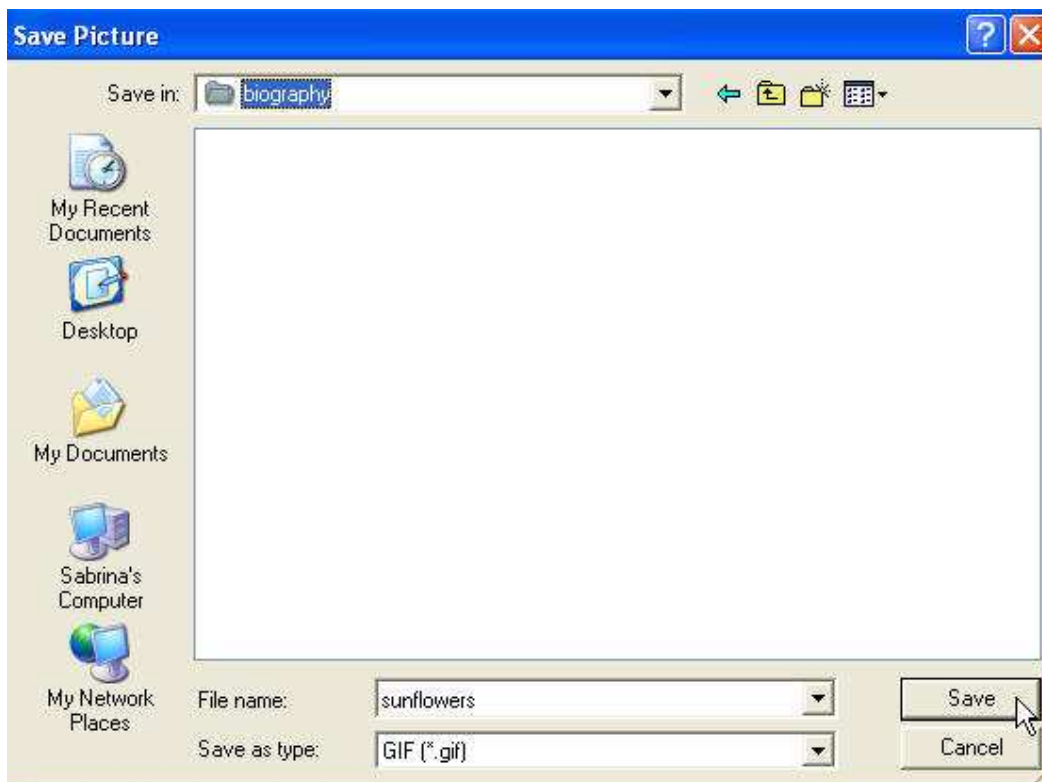 Save Picture
Save in:
biography
My Recent
Documents
Desktop
My Documents
Sabrina's
Computer
My Network
Places
File name:
sunflowers
Save
Save as type:
GIF (*.gif)
Cancel